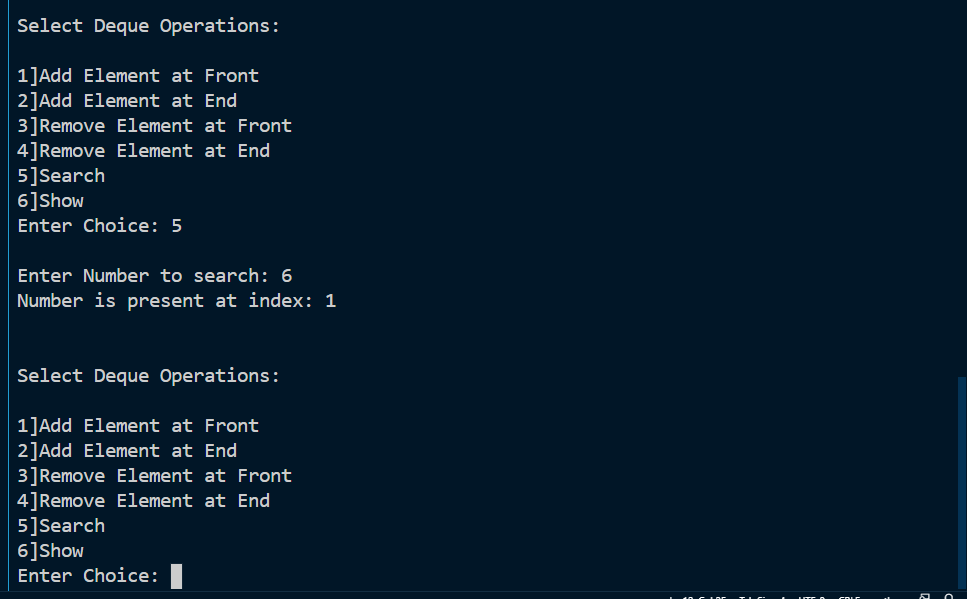 Select Deque Operations:
1]Add Element at Front
2]Add Element at End
3]Remove Element at Front
4]Remove Element at End
5]Search
6]Show
Enter Choice: 5
Enter Number to search: 6
Number is present at index: 1
Select Deque Operations:
1]Add Element at Front
2]Add Element at End
3]Remove Element at Front
4]Remove Element at End
5]Search
6]Show
Enter Choice: